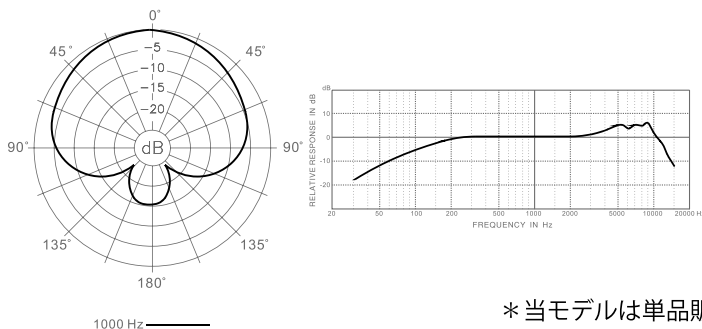 0°
45° 45°
−5
−10
−15
−20
90° dB 90°
135° 135°
180°
1000 Hz
dB
RELATIVE RESPONSE IN dB
10
0
-10
-20
20 50 100 200 500 1000 2000 5000 10000 20000 H
FREQUENCY IN Hz
＊当モデルは単品